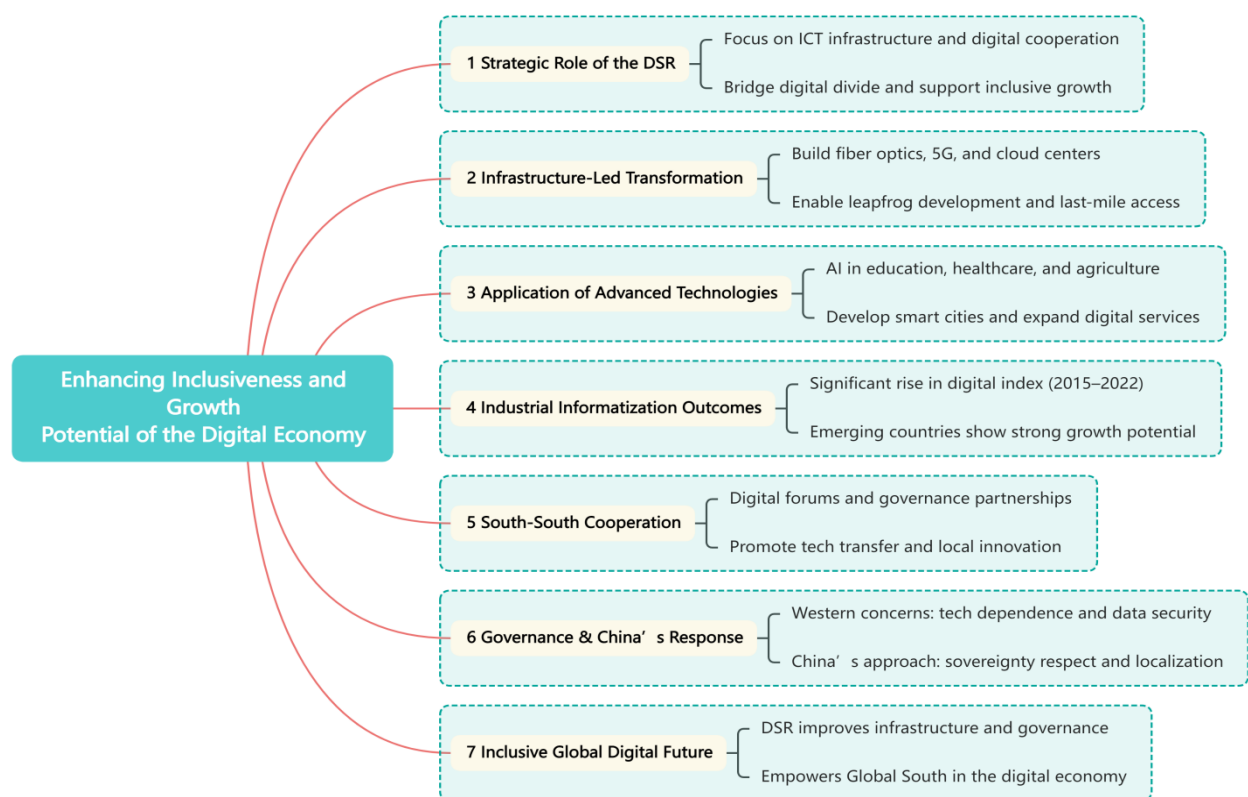 Enhancing Inclusiveness and
Growth
Potential of the Digital Economy
1 Strategic Role of the DSR
Focus on ICT infrastructure and digital cooperation
Bridge digital divide and support inclusive growth
2 Infrastructure-Led Transformation
Build fiber optics, 5G, and cloud centers
Enable leapfrog development and last-mile access
3 Application of Advanced Technologies
AI in education, healthcare, and agriculture
Develop smart cities and expand digital services
4 Industrial Informatization Outcomes
Significant rise in digital index (2015–2022)
Emerging countries show strong growth potential
5 South-South Cooperation
Digital forums and governance partnerships
Promote tech transfer and local innovation
6 Governance & China’s Response
Western concerns: tech dependence and data security
China’s approach: sovereignty respect and localization
7 Inclusive Global Digital Future
DSR improves infrastructure and governance
Empowers Global South in the digital economy